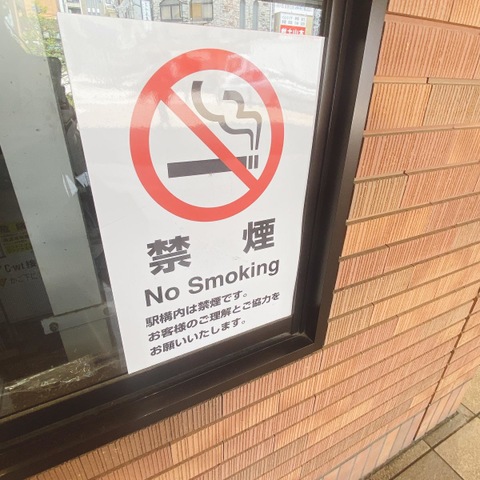 禁煙
No Smoking
駅構内は禁煙です。
お客様のご理解とご協力を
お願いいたします。